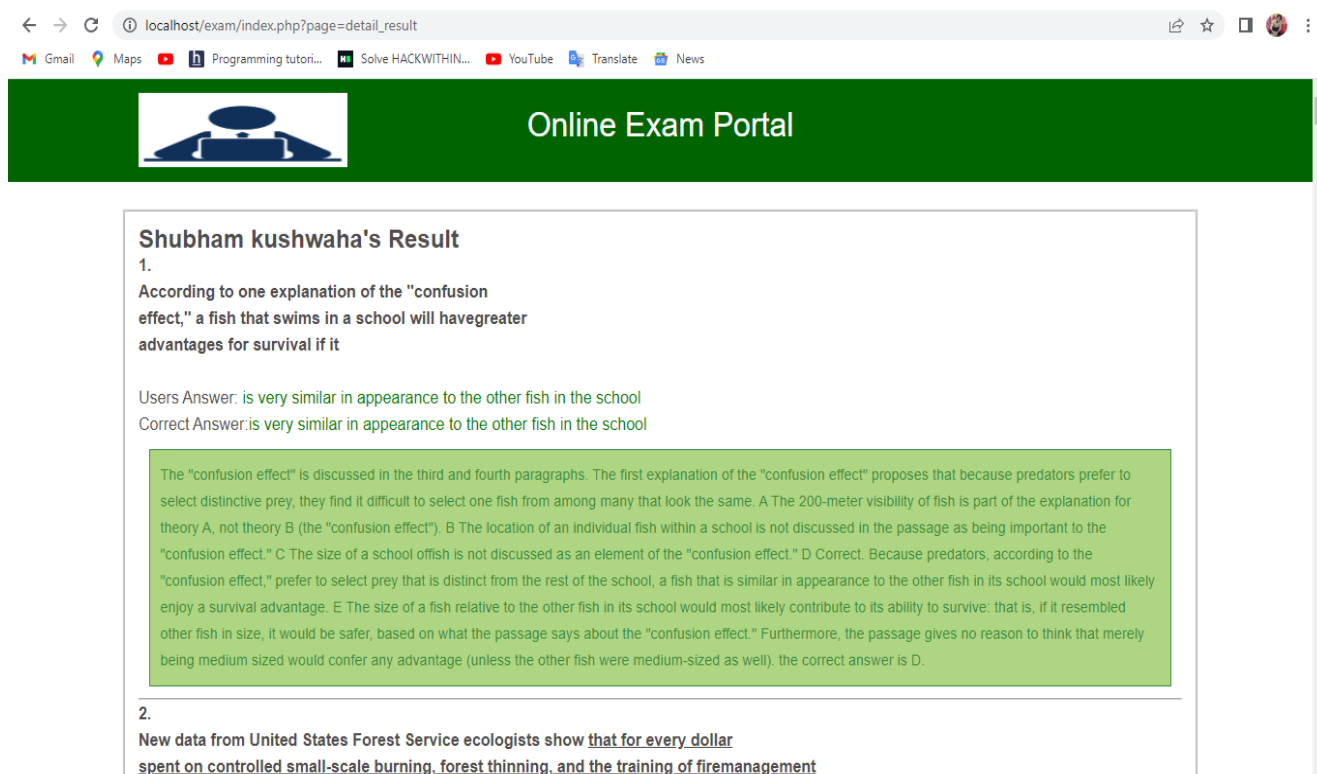 localhost/exam/index.php?page=detail_result
Gmail Maps Programming tutori... Solve HACKWITHIN... YouTube Translate News
Online Exam Portal
Shubham kushwaha's Result
1.
According to one explanation of the "confusion
effect," a fish that swims in a school will havegreater
advantages for survival if it
Users Answer: is very similar in appearance to the other fish in the school
Correct Answer:is very similar in appearance to the other fish in the school
The "confusion effect" is discussed in the third and fourth paragraphs. The first explanation of the "confusion effect" proposes that because predators prefer to
select distinctive prey, they find it difficult to select one fish from among many that look the same. A The 200-meter visibility of fish is part of the explanation for
theory A, not theory B (the "confusion effect"). B The location of an individual fish within a school is not discussed in the passage as being important to the
"confusion effect." C The size of a school offish is not discussed as an element of the "confusion effect." D Correct. Because predators, according to the
"confusion effect," prefer to select prey that is distinct from the rest of the school, a fish that is similar in appearance to the other fish in its school would most likely
enjoy a survival advantage. E The size of a fish relative to the other fish in its school would most likely contribute to its ability to survive: that is, if it resembled
other fish in size, it would be safer, based on what the passage says about the "confusion effect." Furthermore, the passage gives no reason to think that merely
being medium sized would confer any advantage (unless the other fish were medium-sized as well). the correct answer is D.
2.
New data from United States Forest Service ecologists show that for every dollar
spent on controlled small-scale burning, forest thinning, and the training of firemanagement